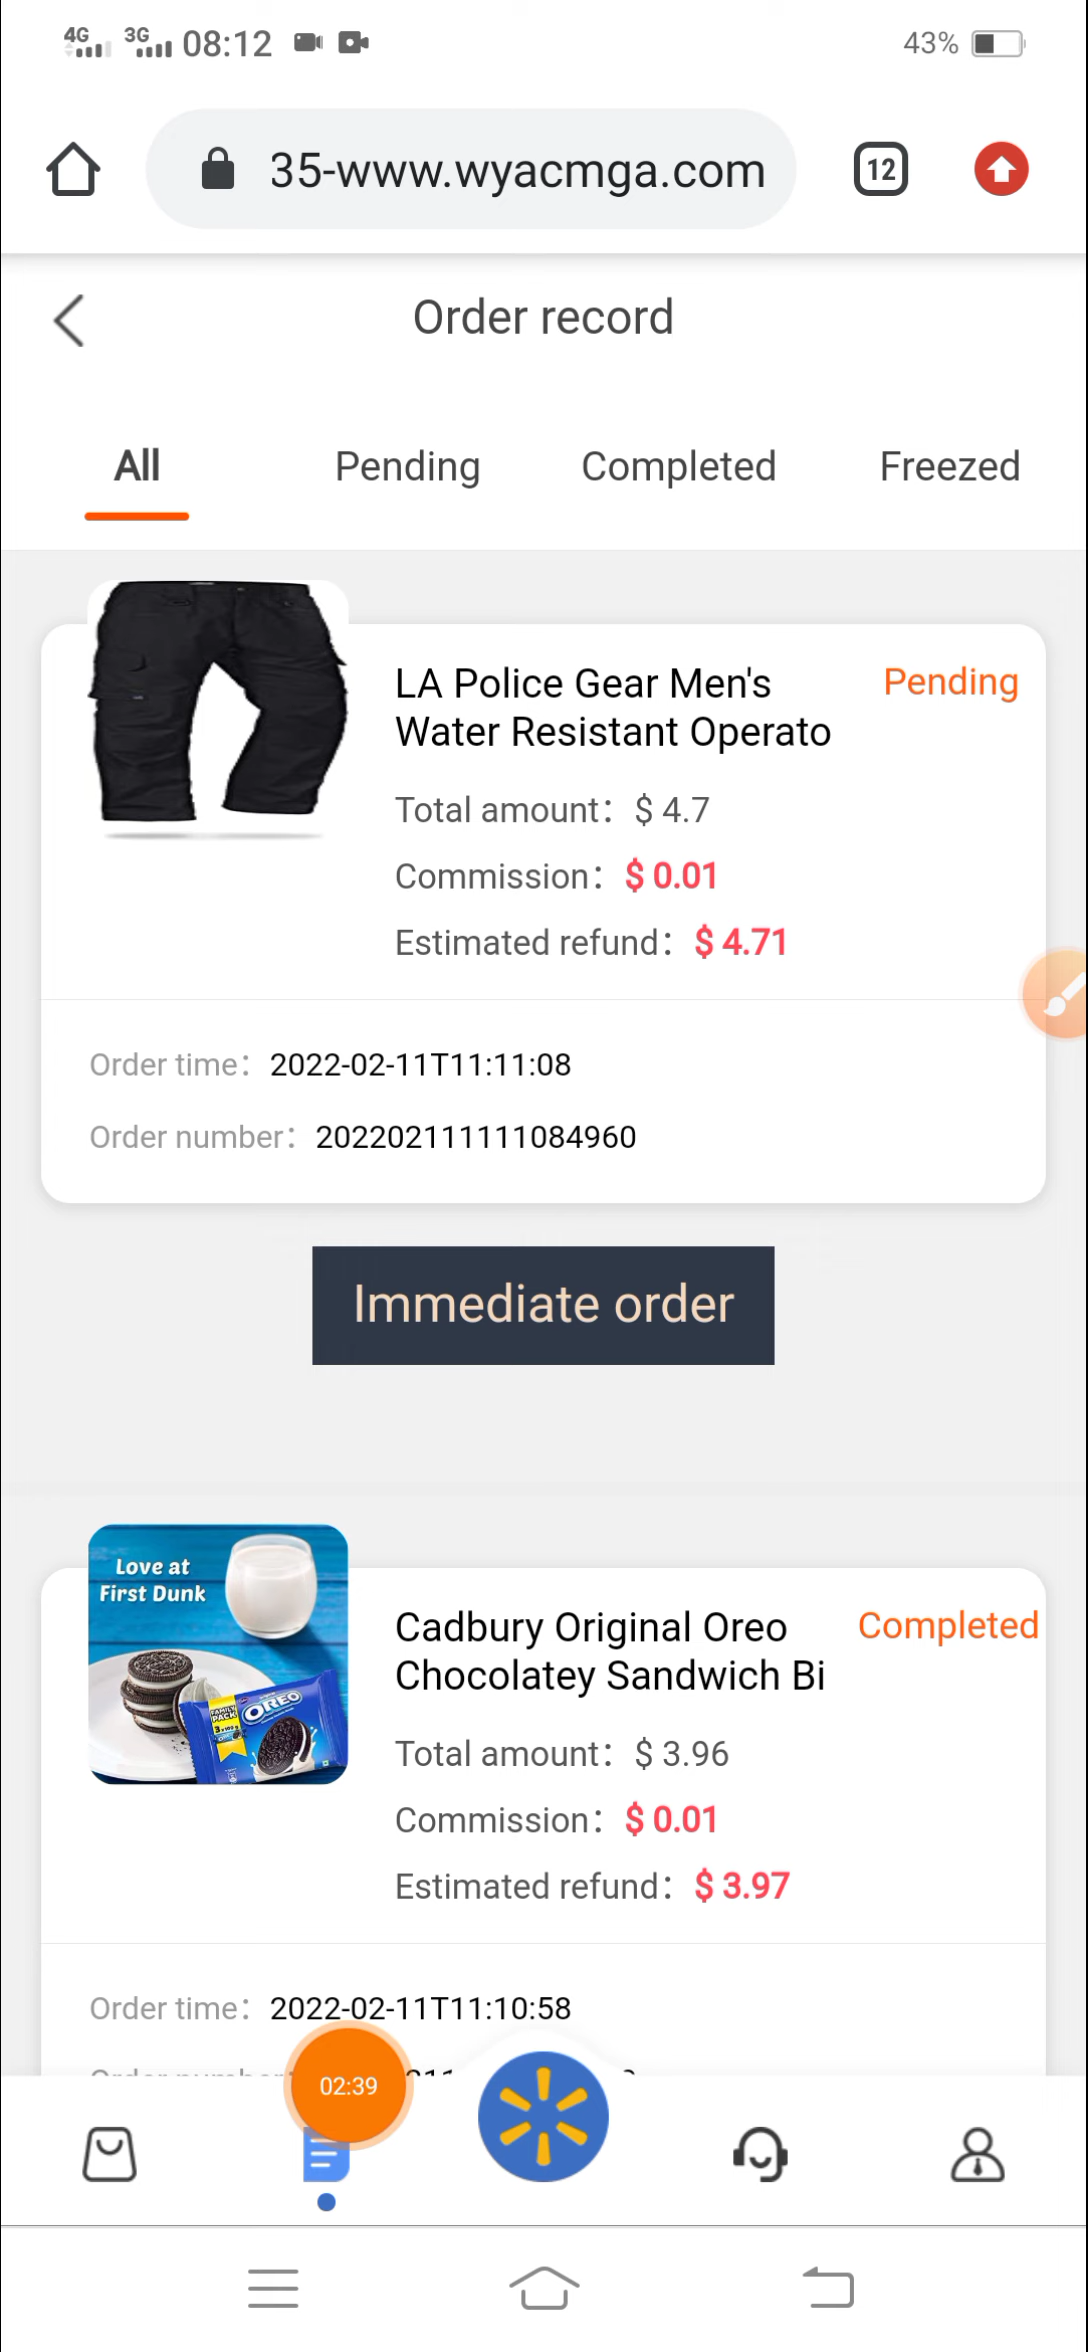 4G 3G 08:12 43%
35-www.wyacmga.com 12
Order record
All Pending Completed Freezed
LA Police Gear Men's Pending
Water Resistant Operato
Total amount: $ 4.7
Commission: $ 0.01
Estimated refund: $ 4.71
Order time: 2022-02-11T11:11:08
Order number: 202202111111084960
Immediate order
Love at
First Dunk
FAMILY
PACK
OREO
Cadbury Original Oreo Completed
Chocolatey Sandwich Bi
Total amount: $ 3.96
Commission: $ 0.01
Estimated refund: $ 3.97
Order time: 2022-02-11T11:10:58
02:39